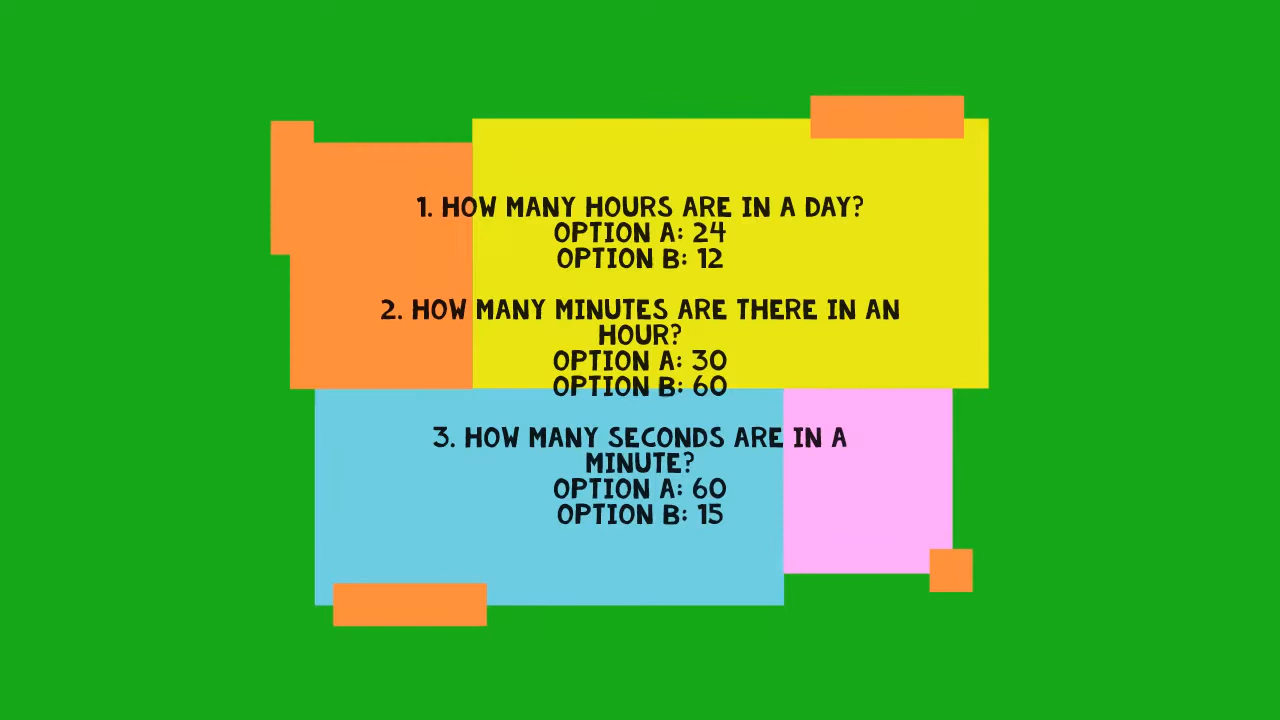 1. HOW MANY HOURS ARE IN A DAY?
OPTION A: 24
OPTION B: 12
2. HOW MANY MINUTES ARE THERE IN AN
HOUR?
OPTION A: 30
OPTION B: 60
3. HOW MANY SECONDS ARE IN A
MINUTE?
OPTION A: 60
OPTION B: 15